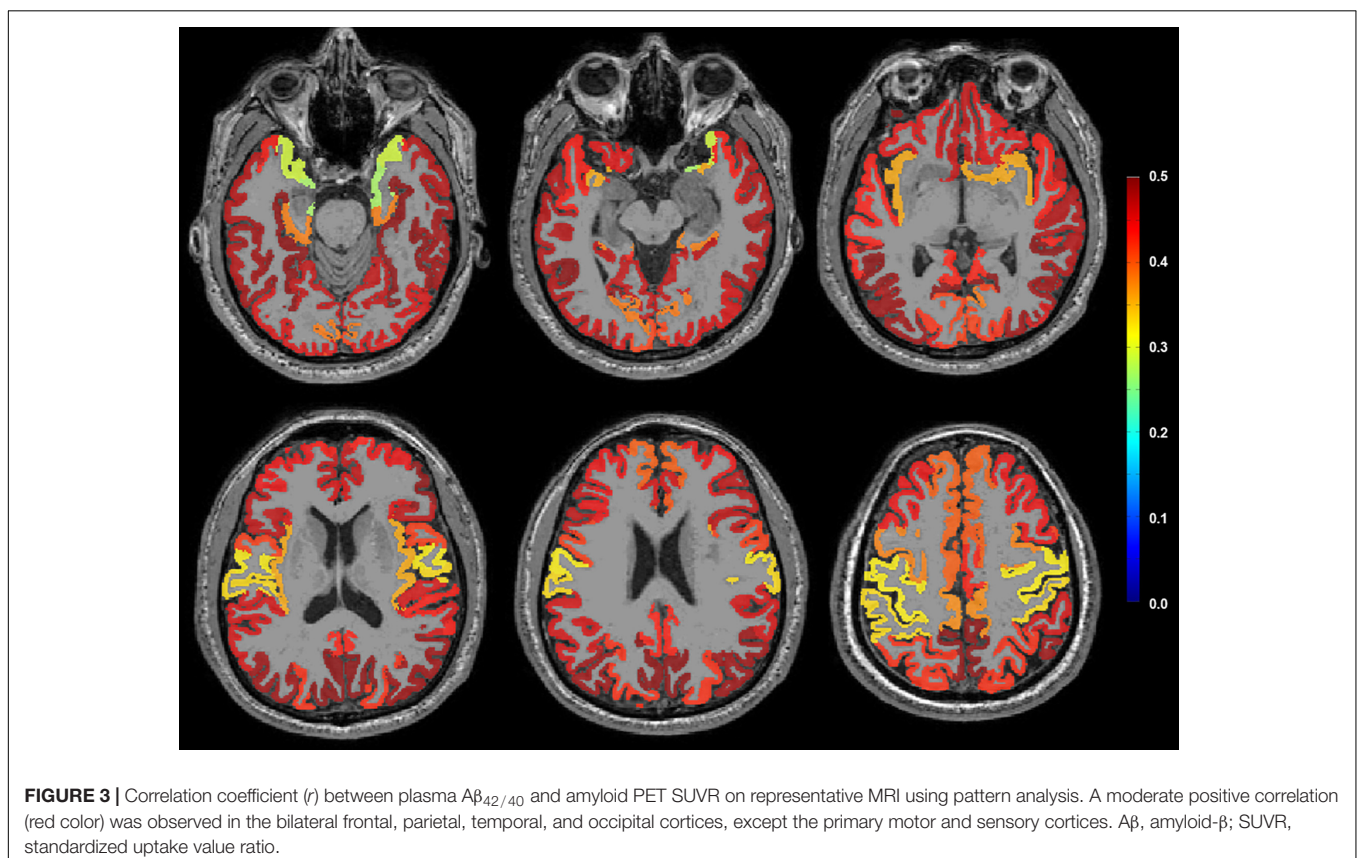 0.5
0.4
0.3
0.2
0.1
0.0
FIGURE 3 | Correlation coefficient (r) between plasma Aβ42/40 and amyloid PET SUVR on representative MRI using pattern analysis. A moderate positive correlation
(red color) was observed in the bilateral frontal, parietal, temporal, and occipital cortices, except the primary motor and sensory cortices. Aβ, amyloid-β; SUVR,
standardized uptake value ratio.